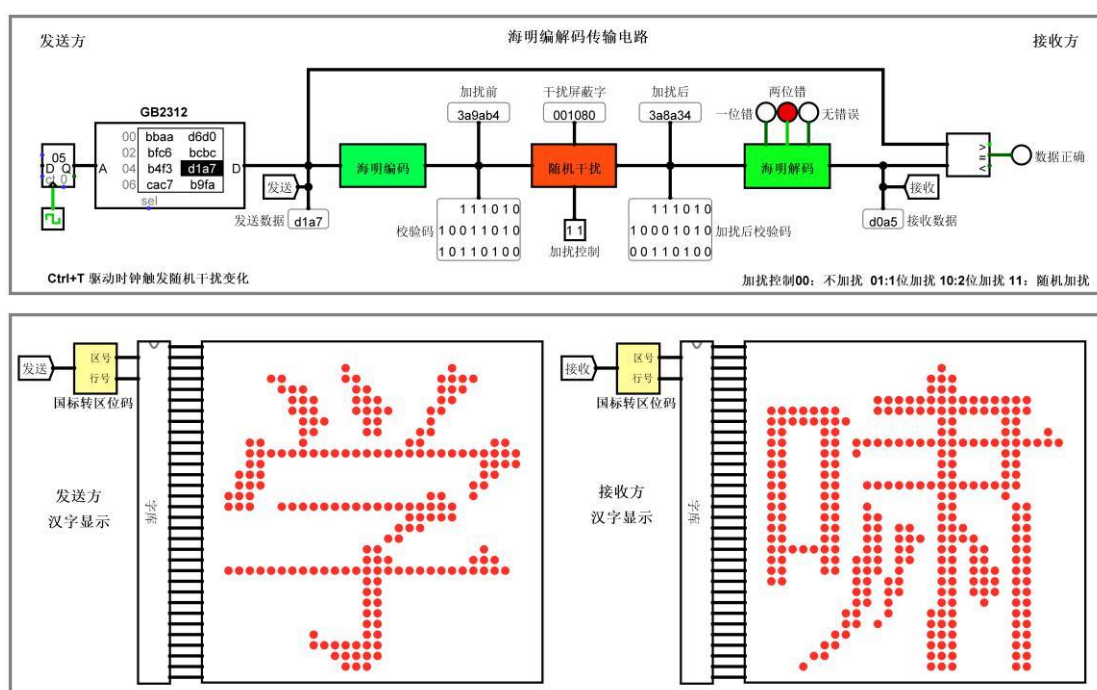 发送方 海明编解码传输电路 接收方
GB2312
加扰前 干扰屏蔽字 加扰后 两位错
3a9ab4 001080 3a8a34 一位错 无错误
00 bbaa d6d0
05 02 bfc6 bcbc
D Q A 04 b4f3 d1a7 D 海明编码 随机干扰 海明解码 数据正确
ct 0 06 cac7 b9fa
sel 发送 接收
发送数据 d1a7 d0a5 接收数据
111010 11 111010
校验码 10011010 加扰控制 10001010 加扰后校验码
10110100 00110100
Ctrl+T 驱动时钟触发随机干扰变化 加扰控制00：不加扰 01:1位加扰 10:2位加扰 11：随机加扰
发送 区号 接收 区号
行号 行号
国标转区位码 国标转区位码
发送方 字库 学 接收方 字库 啸
汉字显示 汉字显示